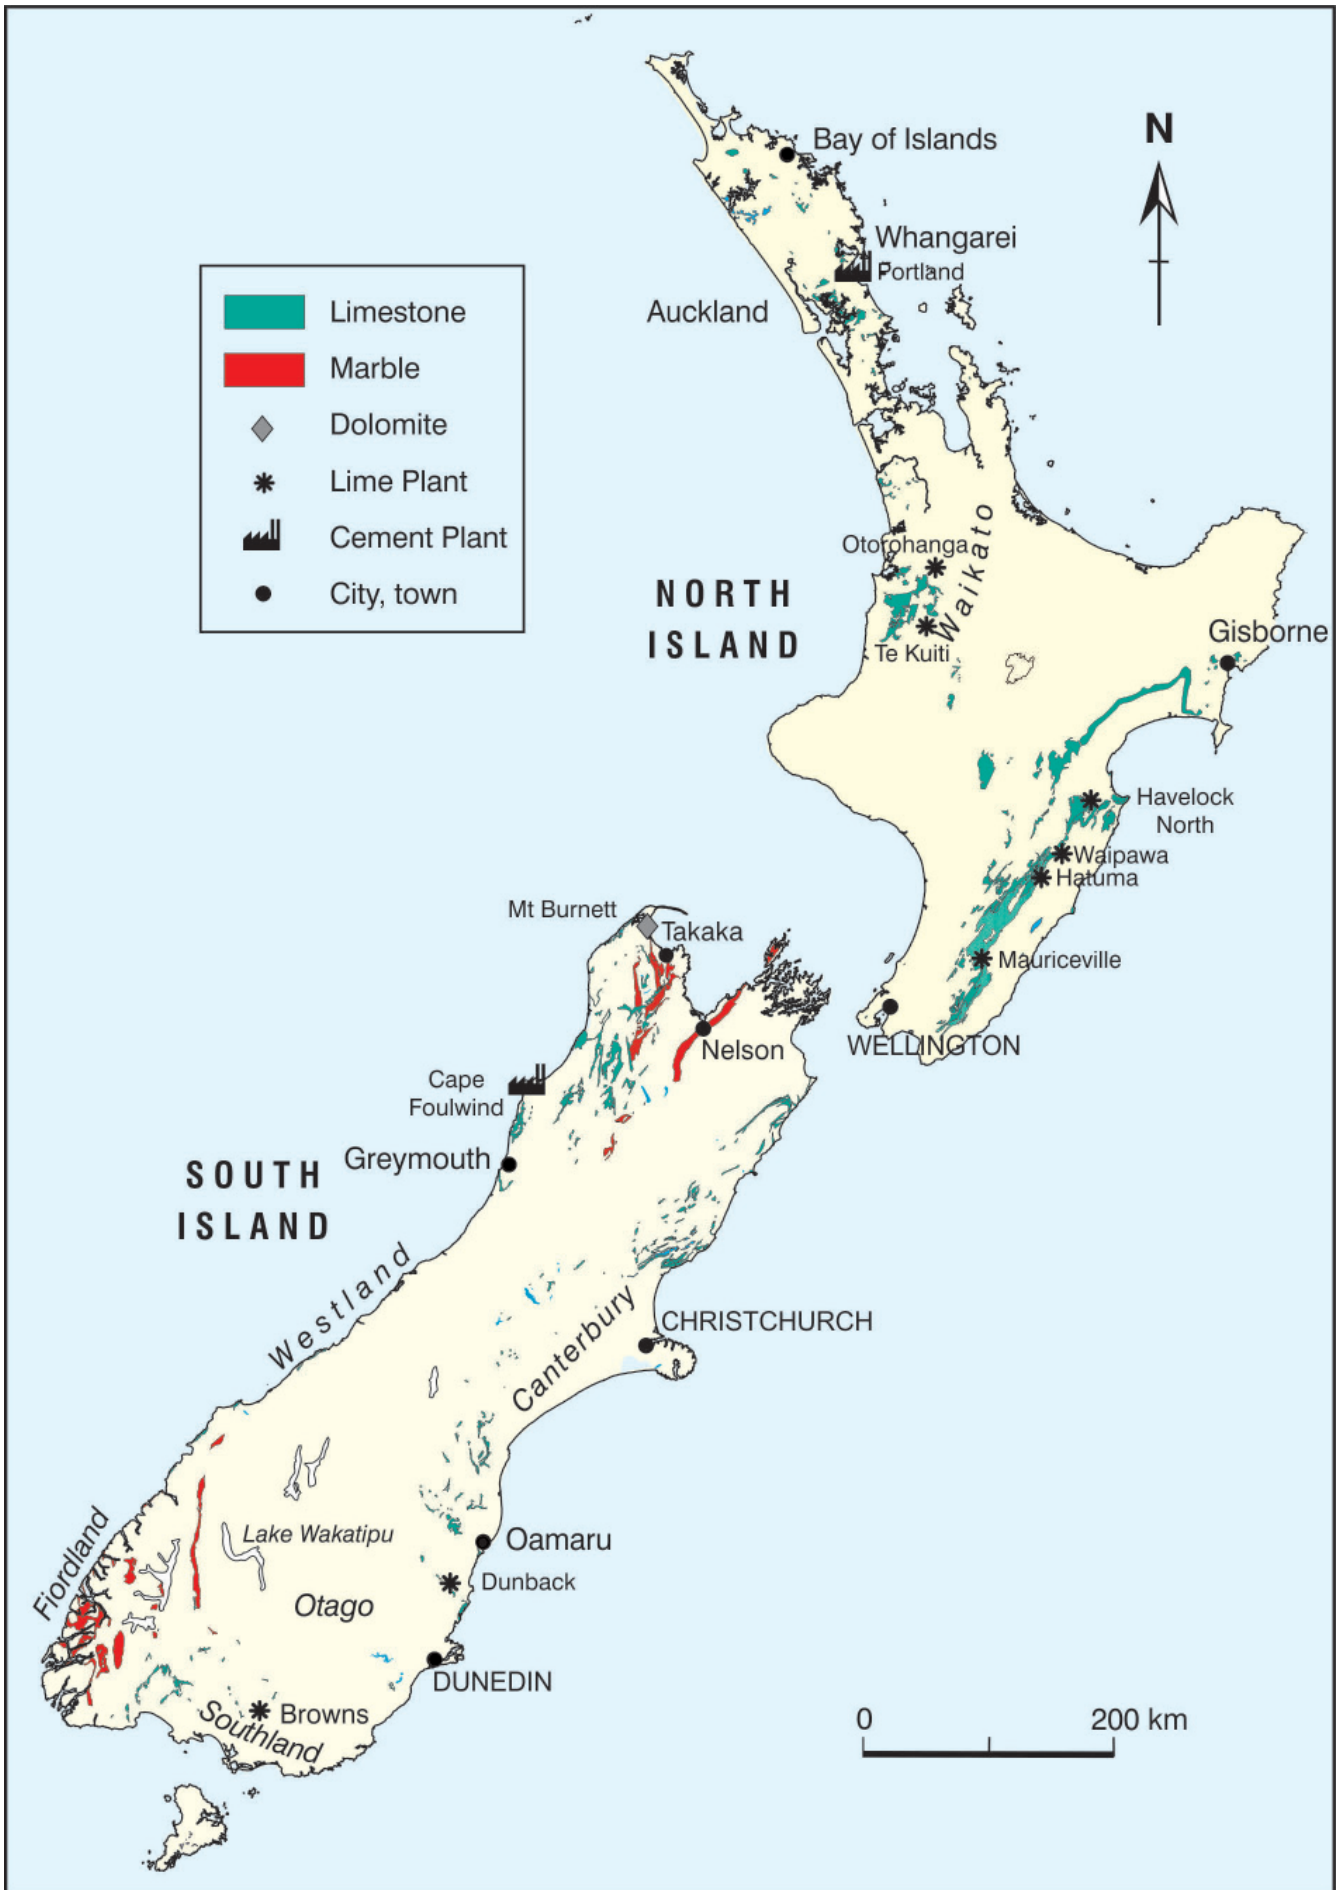 N
Bay of Islands
Whangarei
Portland
Auckland
Limestone
Marble
Dolomite
Lime Plant
Cement Plant
City, town
Otorohanga
Waikato
NORTH
ISLAND
Te Kuiti
Gisborne
Havelock
North
Waipawa
Hatuma
Mauriceville
WELLINGTON
Mt Burnett
Takaka
Nelson
Cape
Foulwind
Greymouth
SOUTH
ISLAND
Westland
Canterbury
CHRISTCHURCH
Fiordland
Lake Wakatipu
Oamaru
Dunback
Otago
DUNEDIN
Browns
Southland
0 200 km